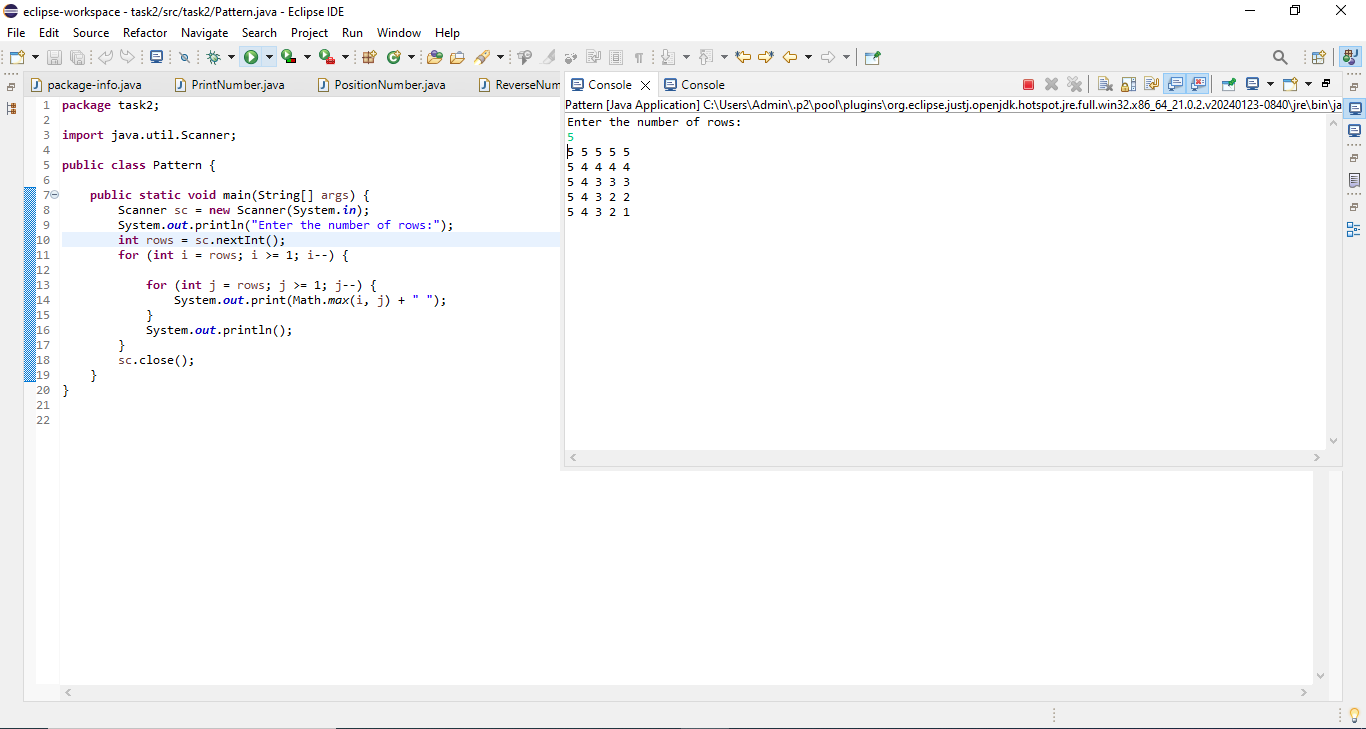 eclipse-workspace - task2/src/task2/Pattern.java - Eclipse IDE
File Edit Source Refactor Navigate Search Project Run Window Help
package-info.java PrintNumber.java PositionNumber.java ReverseNum
1 package task2;
2
3 import java.util.Scanner;
4
5 public class Pattern {
6
7 public static void main(String[] args) {
8 Scanner sc = new Scanner(System.in);
9 System.out.println("Enter the number of rows:");
10 int rows = sc.nextInt();
11 for (int i = rows; i >= 1; i--) {
12
13 for (int j = rows; j >= 1; j--) {
14 System.out.print(Math.max(i, j) + " ");
15 }
16 System.out.println();
17 }
18 sc.close();
19 }
20 }
21
22
Console Console
Pattern [Java Application] C:\Users\Admin\.p2\pool\plugins\org.eclipse.justj.openjdk.hotspot.jre.full.win32.x86_64_21.0.2.v20240123-0840\jre\bin\ja
Enter the number of rows:
5
5 5 5 5 5
5 4 4 4 4
5 4 3 3 3
5 4 3 2 2
5 4 3 2 1